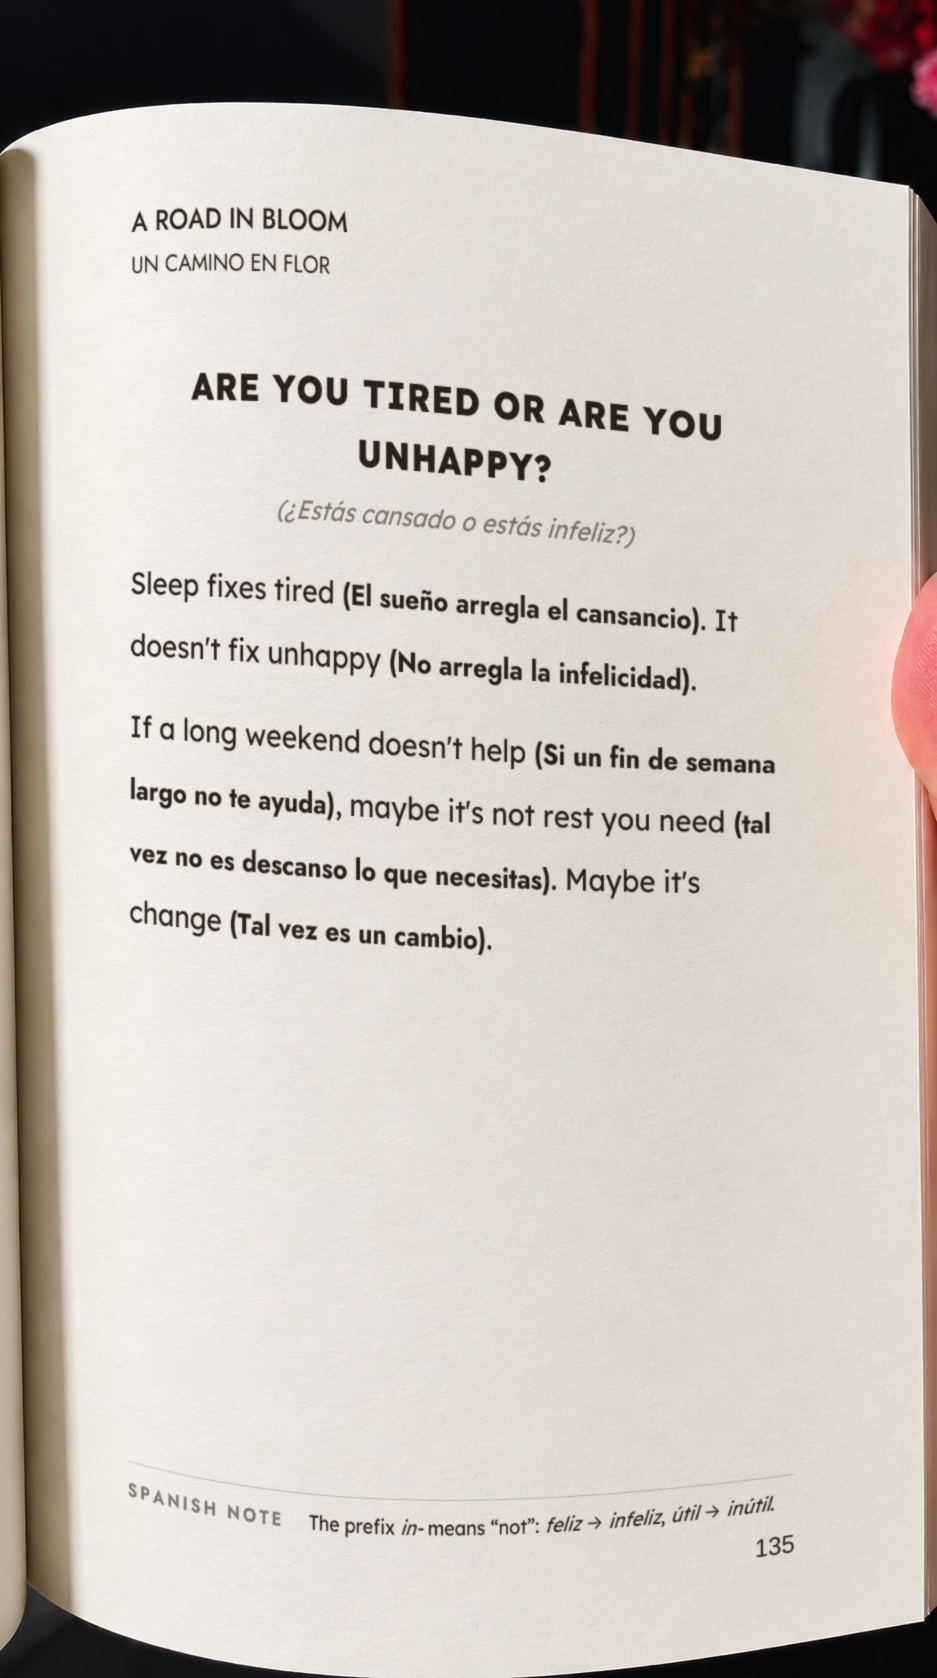 A ROAD IN BLOOM
UN CAMINO EN FLOR
ARE YOU TIRED OR ARE YOU
UNHAPPY?
(¿Estás cansado o estás infeliz?)
Sleep fixes tired (El sueño arregla el cansancio). It
doesn't fix unhappy (No arregla la infelicidad).
If a long weekend doesn't help (Si un fin de semana
largo no te ayuda), maybe it's not rest you need (tal
vez no es descanso lo que necesitas). Maybe it's
change (Tal vez es un cambio).
SPANISH NOTE The prefix in- means “not”: feliz → infeliz, útil → inútil.
135